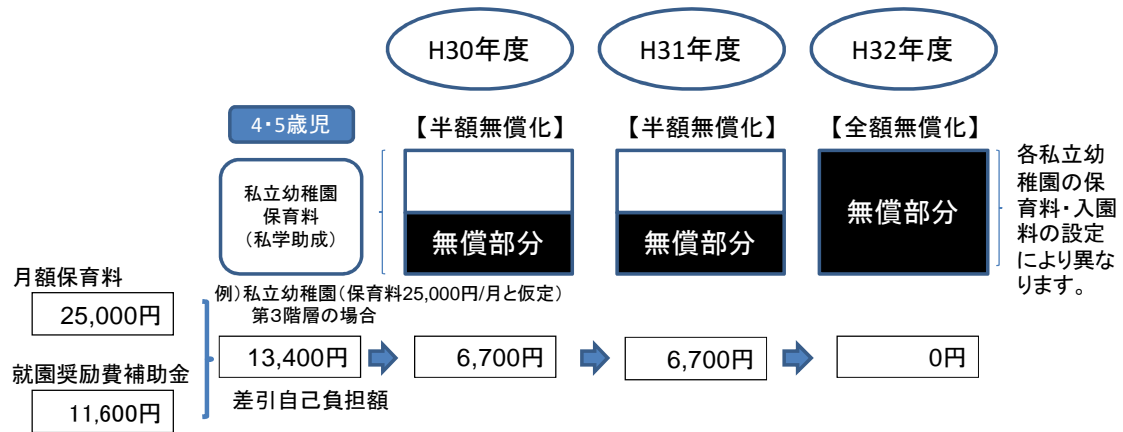 H30年度
H31年度
H32年度
4・5歳児
【半額無償化】
【半額無償化】
【全額無償化】
私立幼稚園
保育料
（私学助成）
無償部分
無償部分
無償部分
各私立幼
稚園の保
育料・入園
料の設定
により異な
ります。
月額保育料
25,000円
例）私立幼稚園（保育料25,000円/月と仮定）
第3階層の場合
13,400円
6,700円
6,700円
0円
就園奨励費補助金
11,600円
差引自己負担額